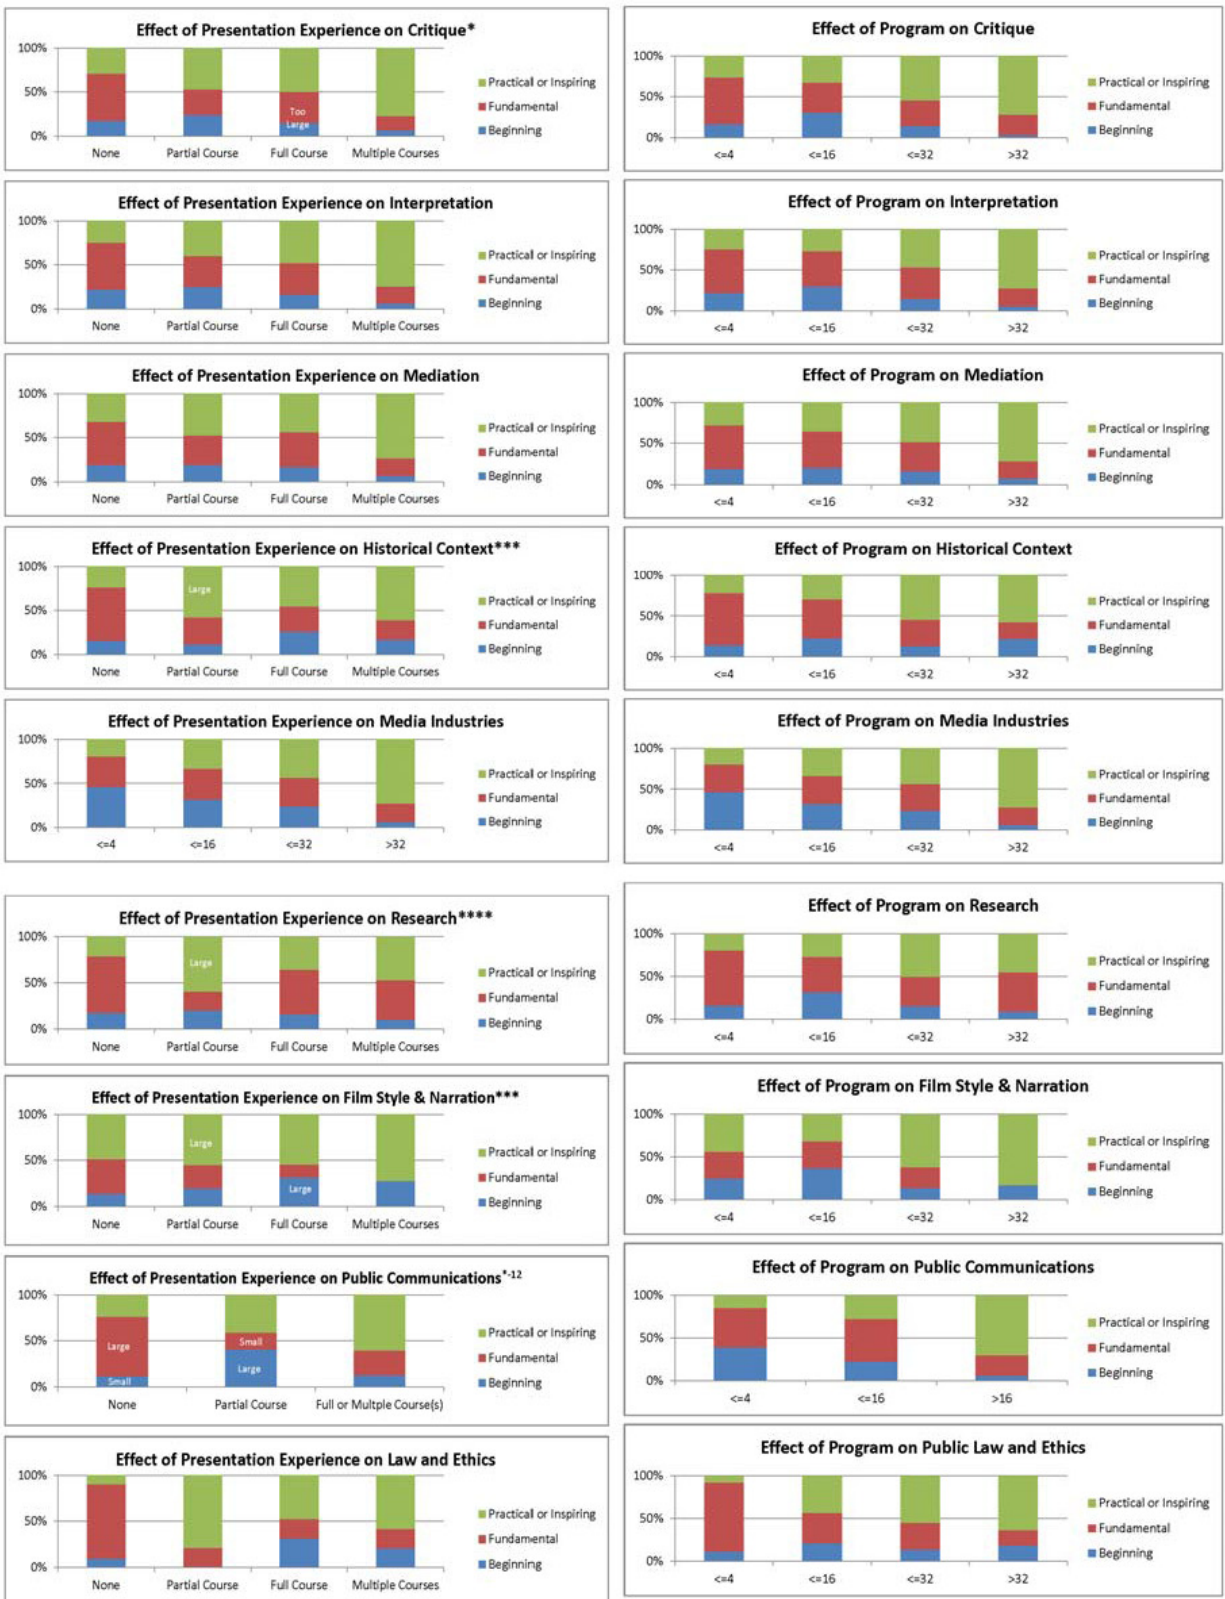 Effect of Presentation Experience on Critique*
100%
50%
0%
Too
Large
None Partial Course Full Course Multiple Courses
Practical or Inspiring
Fundamental
Beginning
Effect of Program on Critique
100%
50%
0%
<=4 <=16 <=32 >32
Practical or Inspiring
Fundamental
Beginning
Effect of Presentation Experience on Interpretation
100%
50%
0%
None Partial Course Full Course Multiple Courses
Practical or Inspiring
Fundamental
Beginning
Effect of Program on Interpretation
100%
50%
0%
<=4 <=16 <=32 >32
Practical or Inspiring
Fundamental
Beginning
Effect of Presentation Experience on Mediation
100%
50%
0%
None Partial Course Full Course Multiple Courses
Practical or Inspiring
Fundamental
Beginning
Effect of Program on Mediation
100%
50%
0%
<=4 <=16 <=32 >32
Practical or Inspiring
Fundamental
Beginning
Effect of Presentation Experience on Historical Context***
100%
50%
0%
Large
None Partial Course Full Course Multiple Courses
Practical or Inspiring
Fundamental
Beginning
Effect of Program on Historical Context
100%
50%
0%
<=4 <=16 <=32 >32
Practical or Inspiring
Fundamental
Beginning
Effect of Presentation Experience on Media Industries
100%
50%
0%
<=4 <=16 <=32 >32
Practical or Inspiring
Fundamental
Beginning
Effect of Program on Media Industries
100%
50%
0%
<=4 <=16 <=32 >32
Practical or Inspiring
Fundamental
Beginning
Effect of Presentation Experience on Research****
100%
50%
0%
Large
None Partial Course Full Course Multiple Courses
Practical or Inspiring
Fundamental
Beginning
Effect of Program on Research
100%
50%
0%
<=4 <=16 <=32 >32
Practical or Inspiring
Fundamental
Beginning
Effect of Presentation Experience on Film Style & Narration***
100%
50%
0%
Large
Large
None Partial Course Full Course Multiple Courses
Practical or Inspiring
Fundamental
Beginning
Effect of Program on Film Style & Narration
100%
50%
0%
<=4 <=16 <=32 >32
Practical or Inspiring
Fundamental
Beginning
Effect of Presentation Experience on Public Communications*-12
100%
50%
0%
Large
Small
Small
Large
None Partial Course Full or Multple Course(s)
Practical or Inspiring
Fundamental
Beginning
Effect of Program on Public Communications
100%
50%
0%
<=4 <=16 >16
Practical or Inspiring
Fundamental
Beginning
Effect of Presentation Experience on Law and Ethics
100%
50%
0%
None Partial Course Full Course Multiple Courses
Practical or Inspiring
Fundamental
Beginning
Effect of Program on Public Law and Ethics
100%
50%
0%
<=4 <=16 <=32 >32
Practical or Inspiring
Fundamental
Beginning